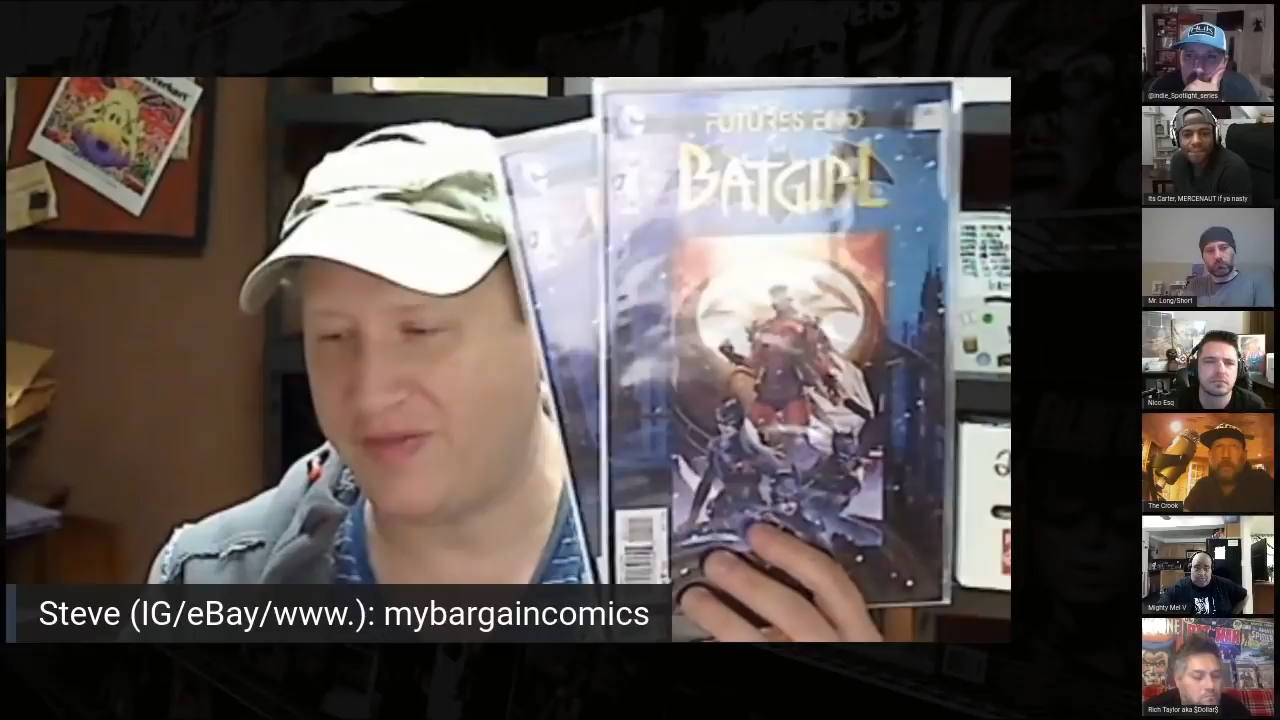 FUTURES END
BATGIRL
Steve (IG/eBay/www.): mybargaincomics
@Indie_Spotlight_series
Its Carter, MERCENAUT if ya nasty
Mr. Long/Short
Nico Esq
The Crook
Mighty Mel V
Rich Taylor aka $Dollar$